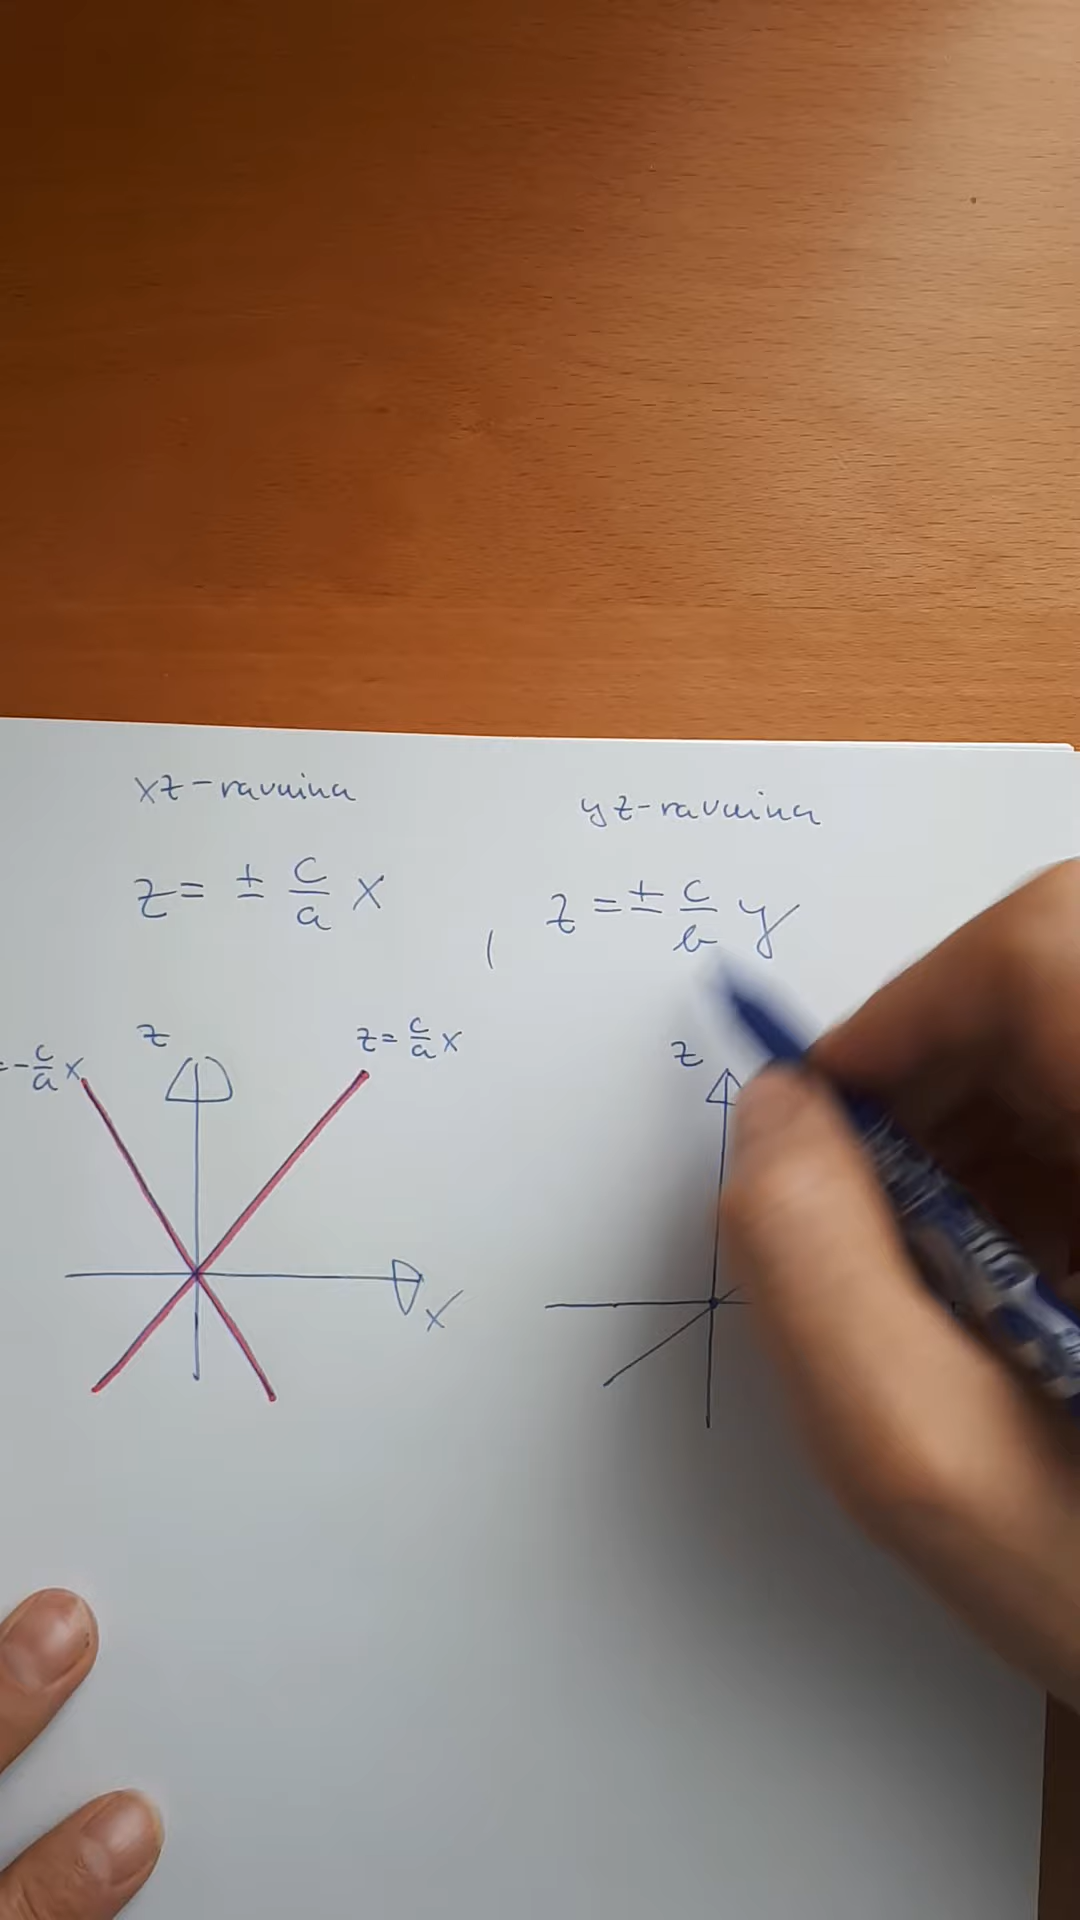 xz-ravnina
z = ± c/a x
z = c/a x
= - c/a x
z
x
yz-ravnina
z = ± c/b y
z